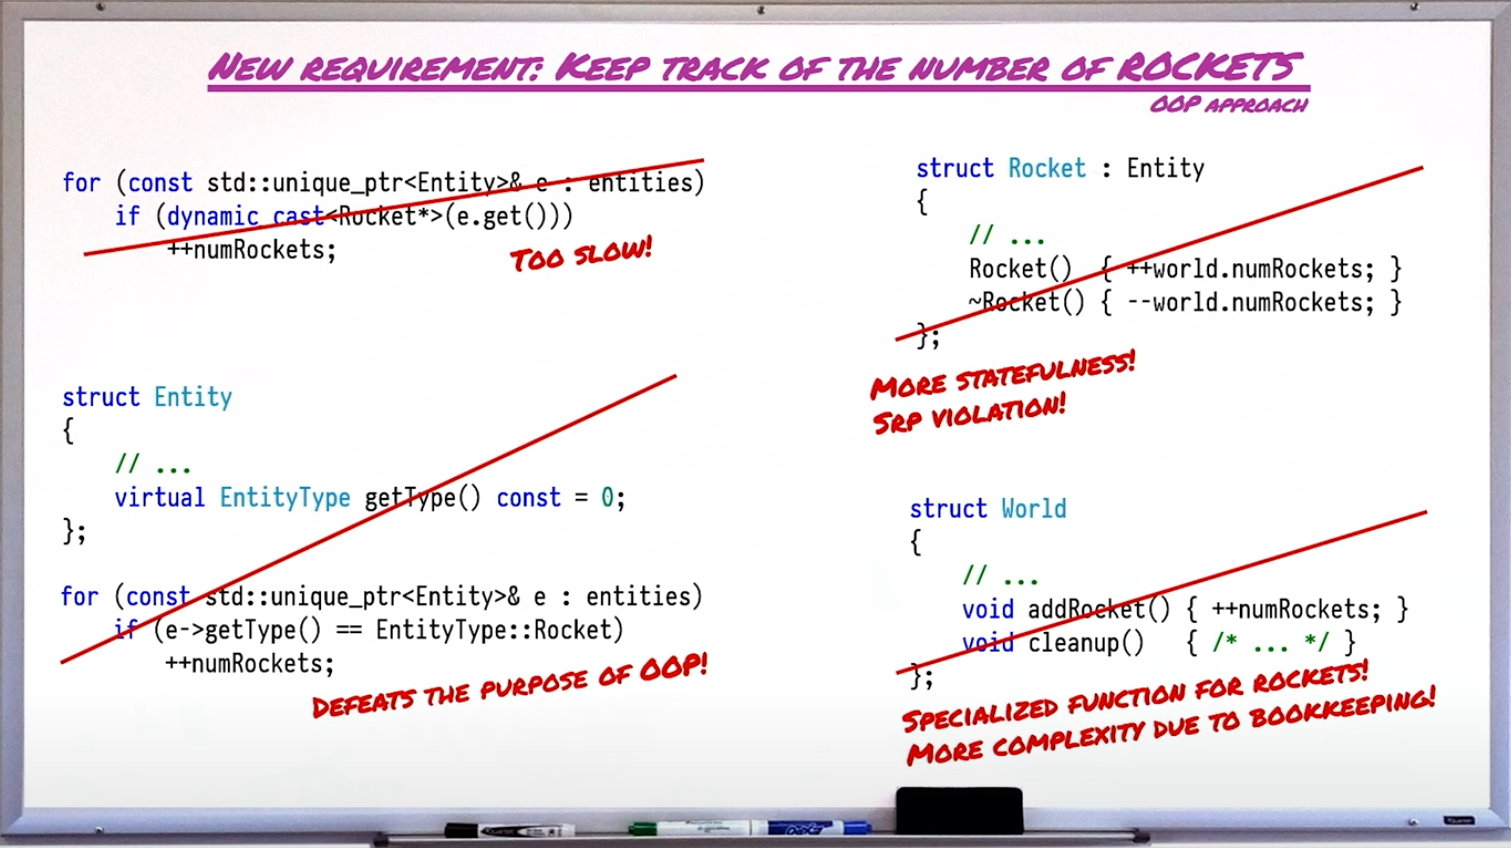 New requirement: Keep track of the number of ROCKETS
OOP approach
for (const std::unique_ptr<Entity>& e : entities)
    if (dynamic_cast<Rocket*>(e.get()))
        ++numRockets;
Too slow!
struct Entity
{
    // ...
    virtual EntityType getType() const = 0;
};
for (const std::unique_ptr<Entity>& e : entities)
    if (e->getType() == EntityType::Rocket)
        ++numRockets;
Defeats the purpose of OOP!
struct Rocket : Entity
{
    // ...
    Rocket()  { ++world.numRockets; }
    ~Rocket() { --world.numRockets; }
};
More statefulness!
Srp violation!
struct World
{
    // ...
    void addRocket() { ++numRockets; }
    void cleanup()   { /* ... */ }
};
Specialized function for rockets!
More complexity due to bookkeeping!